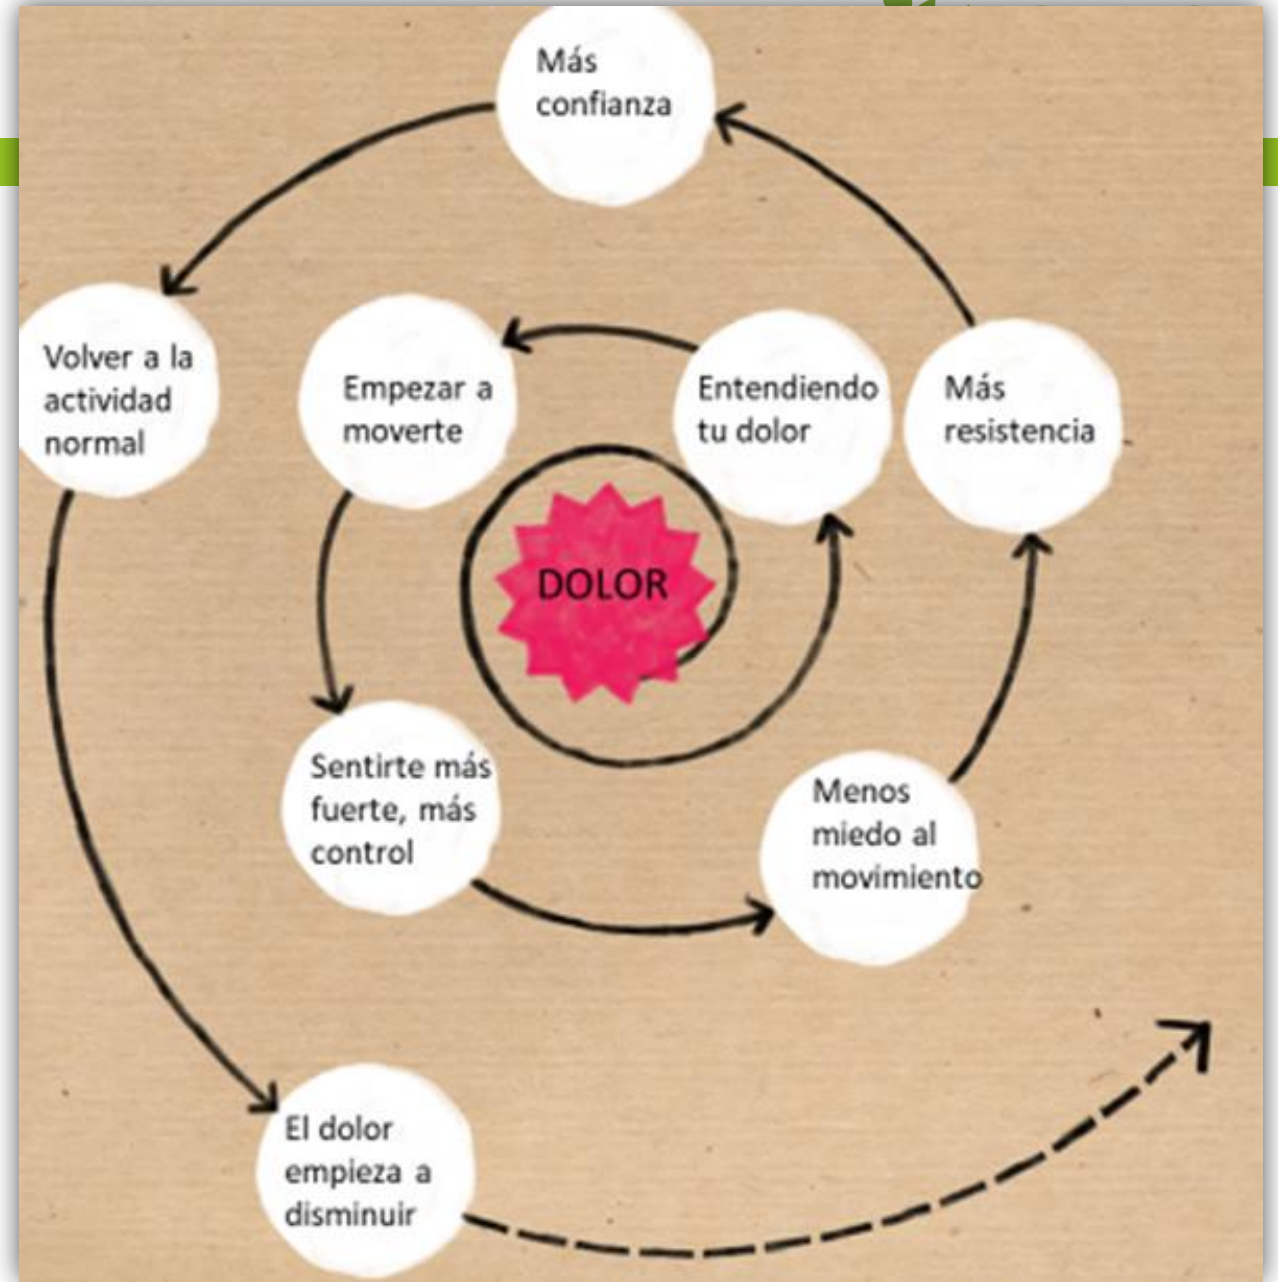 DOLOR
Entendiendo
tu dolor
Empezar a
moverte
Sentirte más
fuerte, más
control
Menos
miedo al
movimiento
Más
resistencia
Más
confianza
Volver a la
actividad
normal
El dolor
empieza a
disminuir